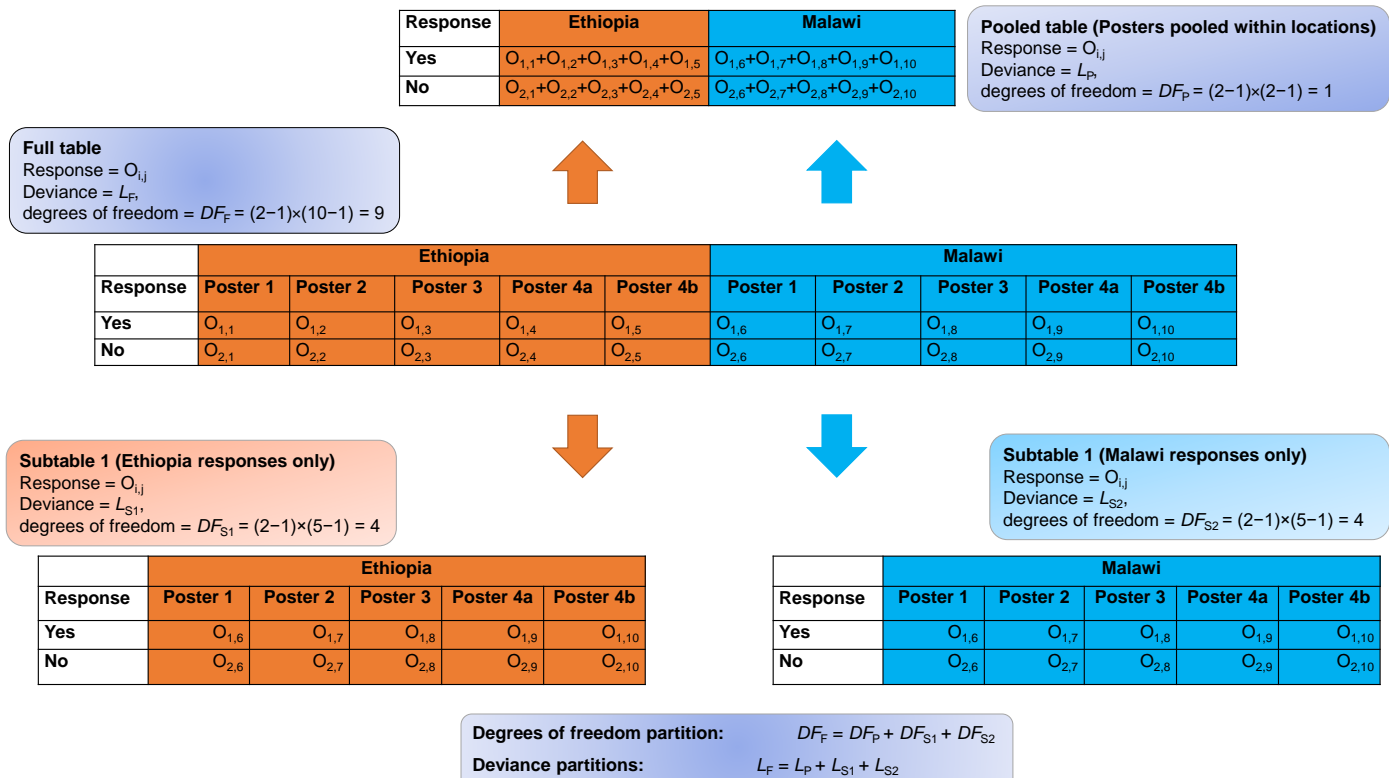 Response Ethiopia Malawi
Yes O1,1+O1,2+O1,3+O1,4+O1,5 O1,6+O1,7+O1,8+O1,9+O1,10
No O2,1+O2,2+O2,3+O2,4+O2,5 O2,6+O2,7+O2,8+O2,9+O2,10
Pooled table (Posters pooled within locations)
Response = Oi,j
Deviance = LP,
degrees of freedom = DFP = (2−1)×(2−1) = 1
Full table
Response = Oi,j
Deviance = LF,
degrees of freedom = DFF = (2−1)×(10−1) = 9
Ethiopia Malawi
Response Poster 1 Poster 2 Poster 3 Poster 4a Poster 4b Poster 1 Poster 2 Poster 3 Poster 4a Poster 4b
Yes O1,1 O1,2 O1,3 O1,4 O1,5 O1,6 O1,7 O1,8 O1,9 O1,10
No O2,1 O2,2 O2,3 O2,4 O2,5 O2,6 O2,7 O2,8 O2,9 O2,10
Subtable 1 (Ethiopia responses only)
Response = Oi,j
Deviance = LS1,
degrees of freedom = DFS1 = (2−1)×(5−1) = 4
Subtable 1 (Malawi responses only)
Response = Oi,j
Deviance = LS2,
degrees of freedom = DFS2 = (2−1)×(5−1) = 4
Ethiopia
Response Poster 1 Poster 2 Poster 3 Poster 4a Poster 4b
Yes O1,6 O1,7 O1,8 O1,9 O1,10
No O2,6 O2,7 O2,8 O2,9 O2,10
Malawi
Response Poster 1 Poster 2 Poster 3 Poster 4a Poster 4b
Yes O1,6 O1,7 O1,8 O1,9 O1,10
No O2,6 O2,7 O2,8 O2,9 O2,10
Degrees of freedom partition: DFF = DFP + DFS1 + DFS2
Deviance partitions: LF = LP + LS1 + LS2